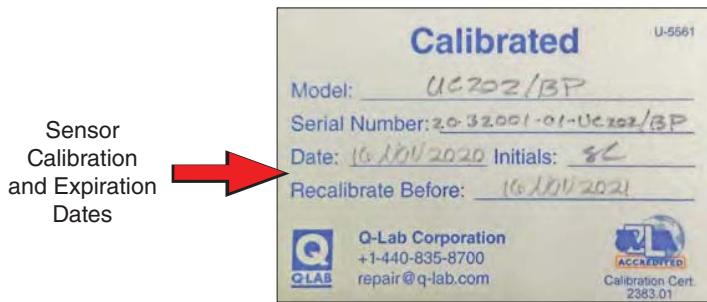 Sensor
Calibration
and Expiration
Dates
Calibrated
U-5561
Model: UC202/BP
Serial Number: 20-32001-01-UC202/BP
Date: 16 NOV 2020 Initials: SC
Recalibrate Before: 16 NOV 2021
Q
Q-LAB
Q-Lab Corporation
+1-440-835-8700
repair@q-lab.com
ACCREDITED
Calibration Cert.
2383.01